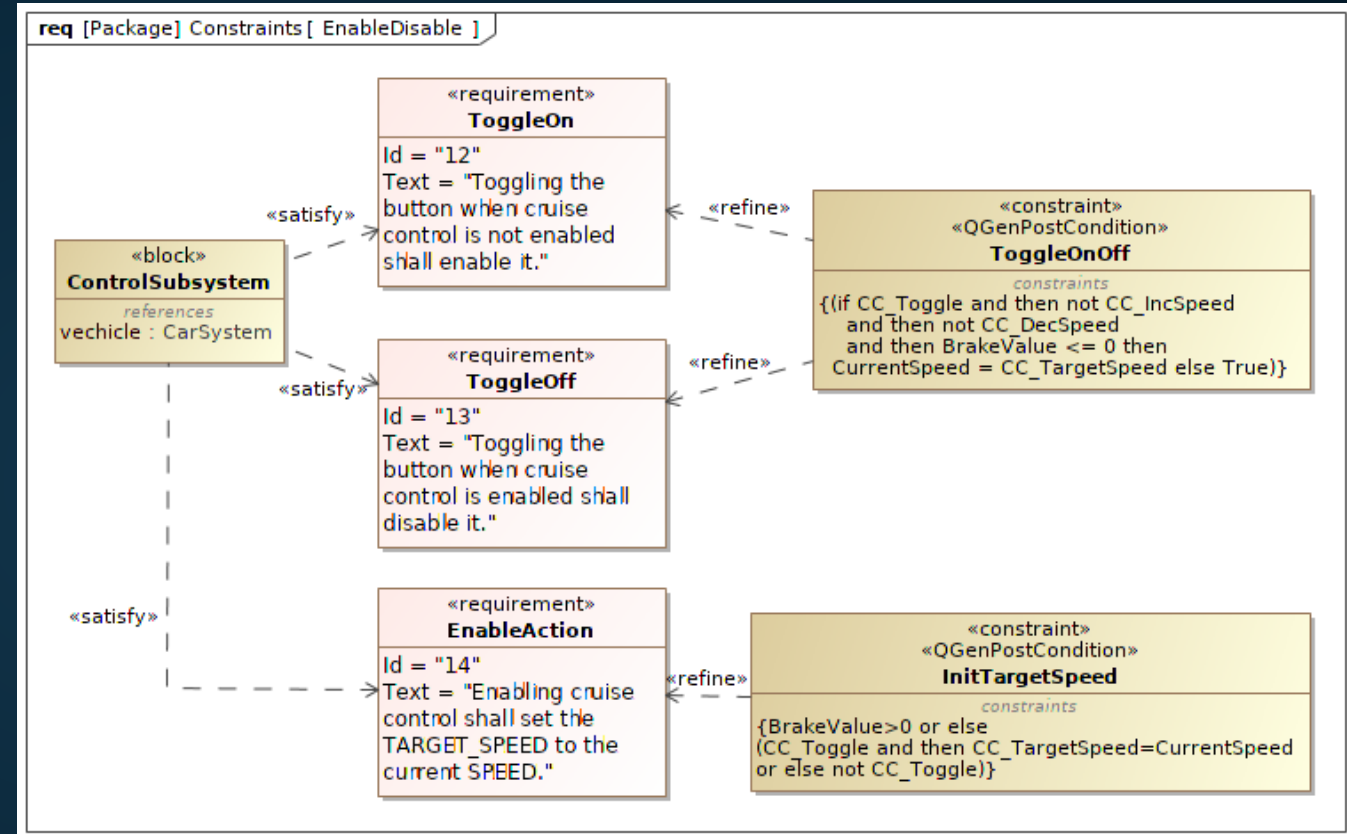 req [Package] Constraints[ EnableDisable ]
«requirement»
ToggleOn
Id = "12"
Text = "Toggling the
button when cruise
control is not enabled
shall enable it."
«satisfy»
«refine»
«block»
ControlSubsystem
references
vechicle : CarSystem
«constraint»
«QGenPostCondition»
ToggleOnOff
constraints
{(if CC_Toggle and then not CC_IncSpeed
and then not CC_DecSpeed
and then BrakeValue <= 0 then
CurrentSpeed = CC_TargetSpeed else True)}
«satisfy»
«refine»
«requirement»
ToggleOff
Id = "13"
Text = "Toggling the
button when cruise
control is enabled shall
disable it."
«satisfy»
«refine»
«requirement»
EnableAction
Id = "14"
Text = "Enabling cruise
control shall set the
TARGET_SPEED to the
current SPEED."
«constraint»
«QGenPostCondition»
InitTargetSpeed
constraints
{BrakeValue>0 or else
(CC_Toggle and then CC_TargetSpeed=CurrentSpeed
or else not CC_Toggle)}